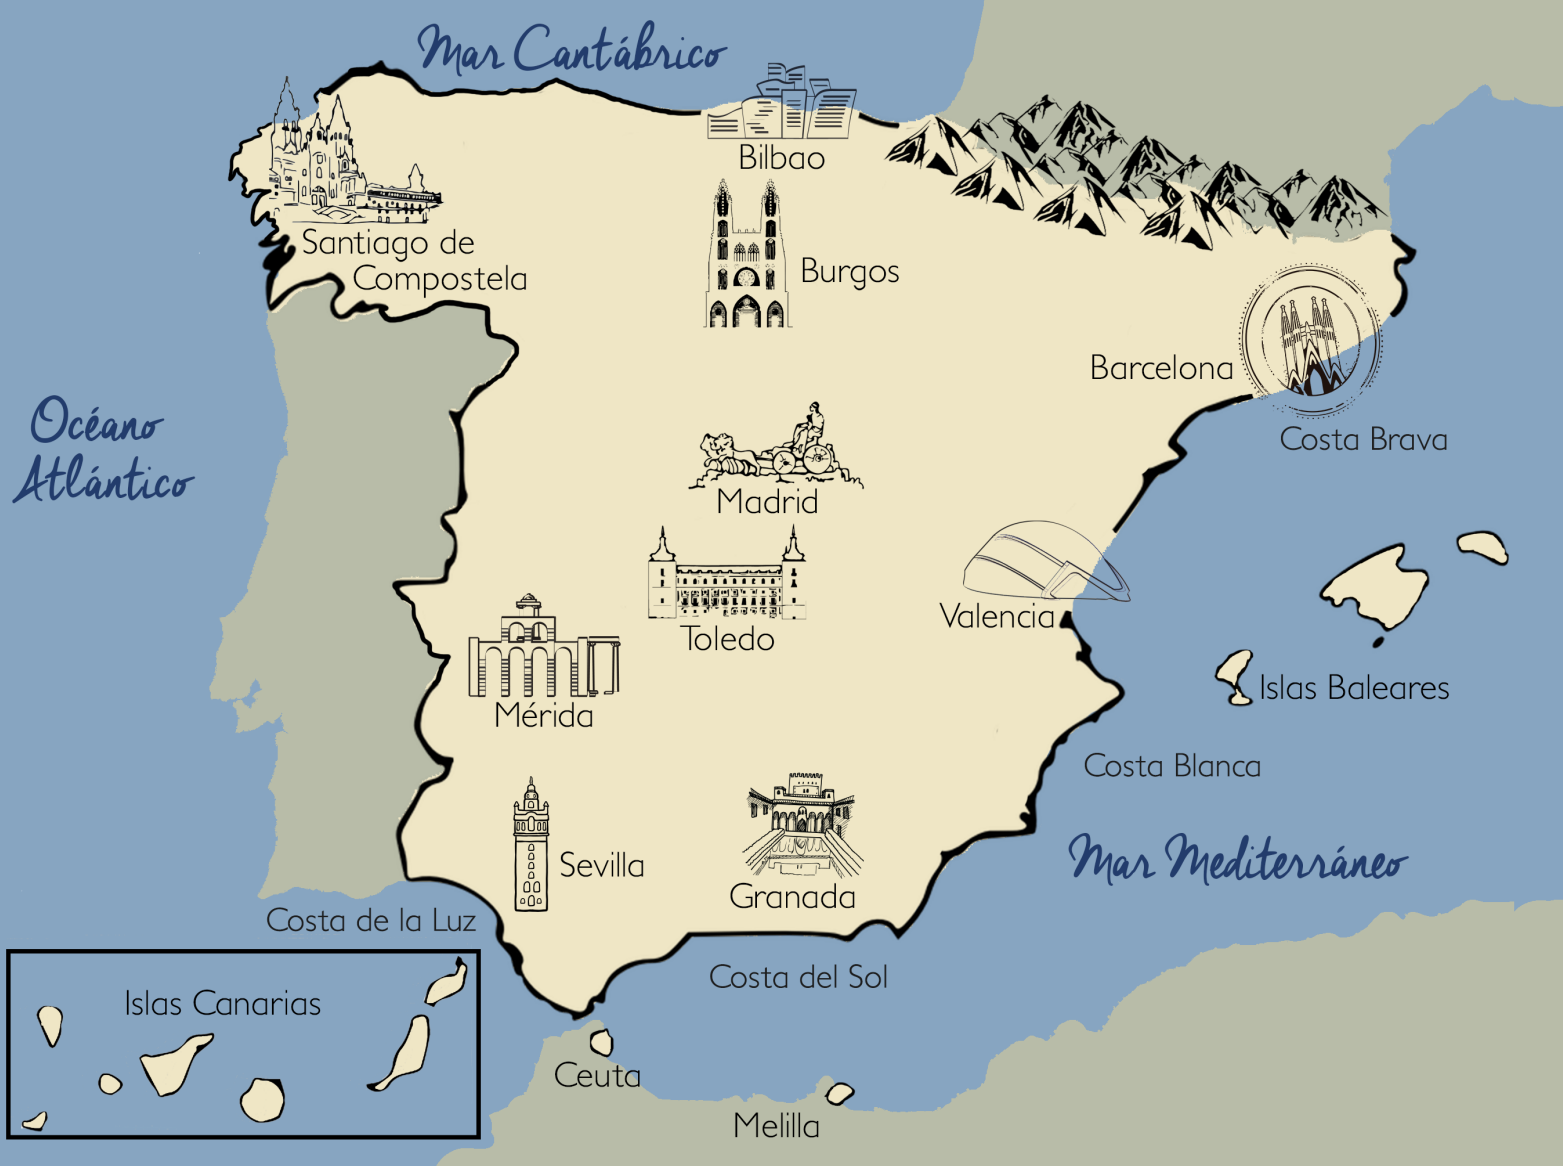 Mar Cantábrico
Bilbao
Santiago de
Compostela
Burgos
Barcelona
Océano
Atlántico
Costa Brava
Madrid
Valencia
Toledo
Islas Baleares
Mérida
Costa Blanca
Mar Mediterráneo
Sevilla
Granada
Costa de la Luz
Costa del Sol
Islas Canarias
Ceuta
Melilla